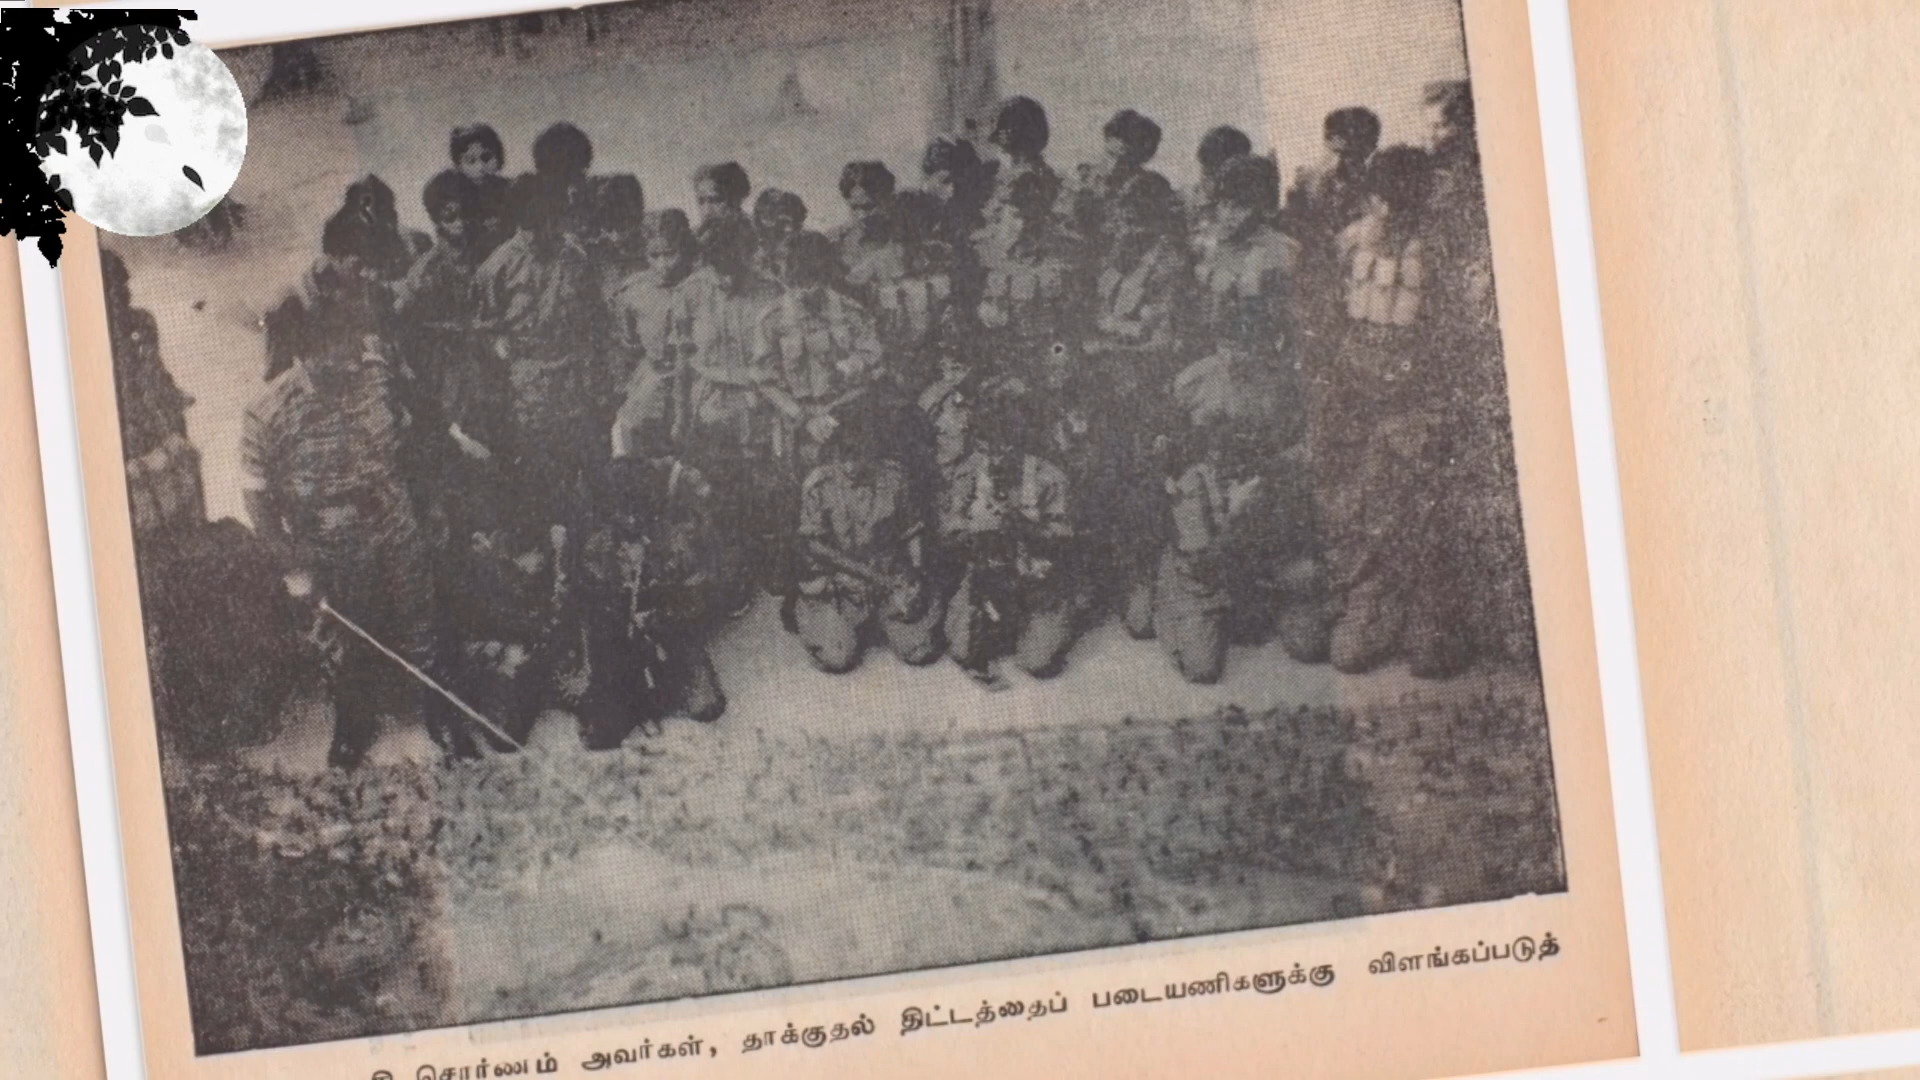 சொர்ணம் அவர்கள், தாக்குதல் திட்டத்தைப் படையணிகளுக்கு விளங்கப்படுத்